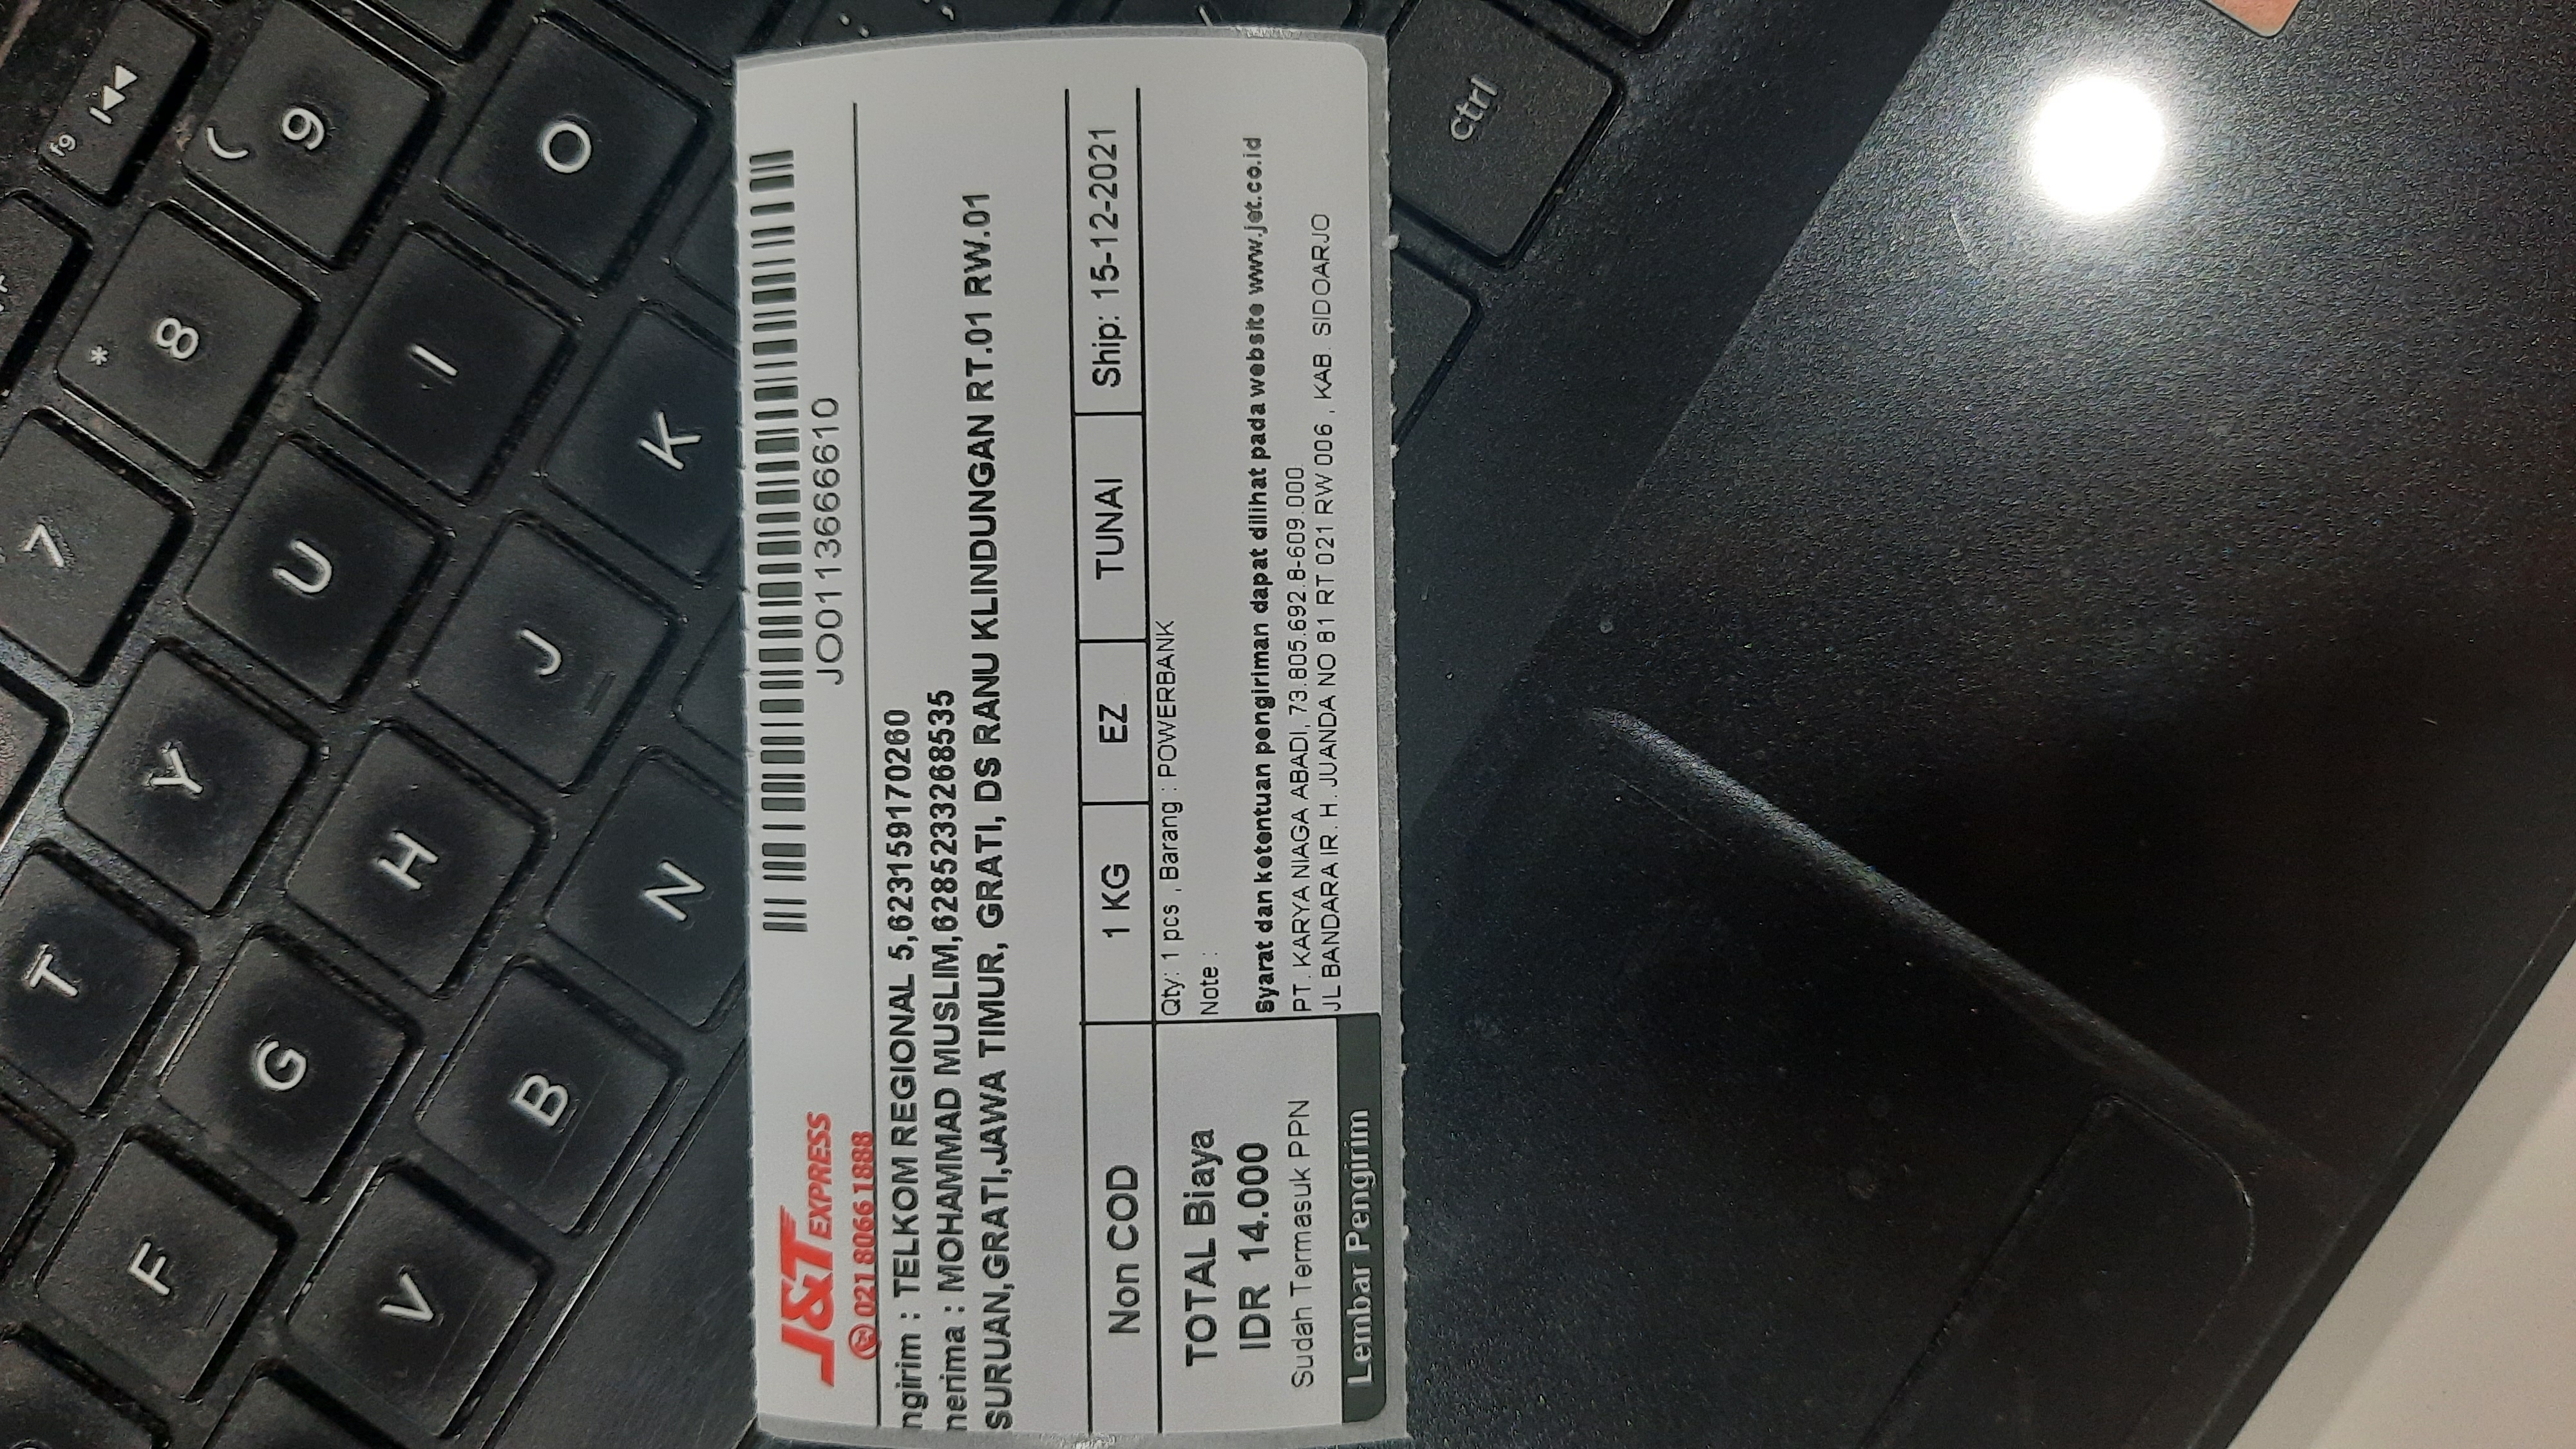 T
7
f9
F
Y
*
8
G
U
(
9
V
H
I
B
J
O
N
K
J&T EXPRESS
021 8066 1888
JO0113666610
ngirim : TELKOM REGIONAL 5,623159170260
nerima : MOHAMMAD MUSLIM,6285233268535
SURUAN,GRATI,JAWA TIMUR, GRATI, DS RANU KLINDUNGAN RT.01 RW.01
Non COD
1 KG
EZ
TUNAI
Ship: 15-12-2021
TOTAL Biaya
IDR 14.000
Sudah Termasuk PPN
Lembar Pengirim
Qty: 1 pcs , Barang : POWERBANK
Note :
Syarat dan ketentuan pengiriman dapat dilihat pada website www.jet.co.id
PT. KARYA NIAGA ABADI, 73.805.692.8-609.000
JL BANDARA IR. H. JUANDA NO 81 RT 021 RW 006 , KAB. SIDOARJO
ctrl